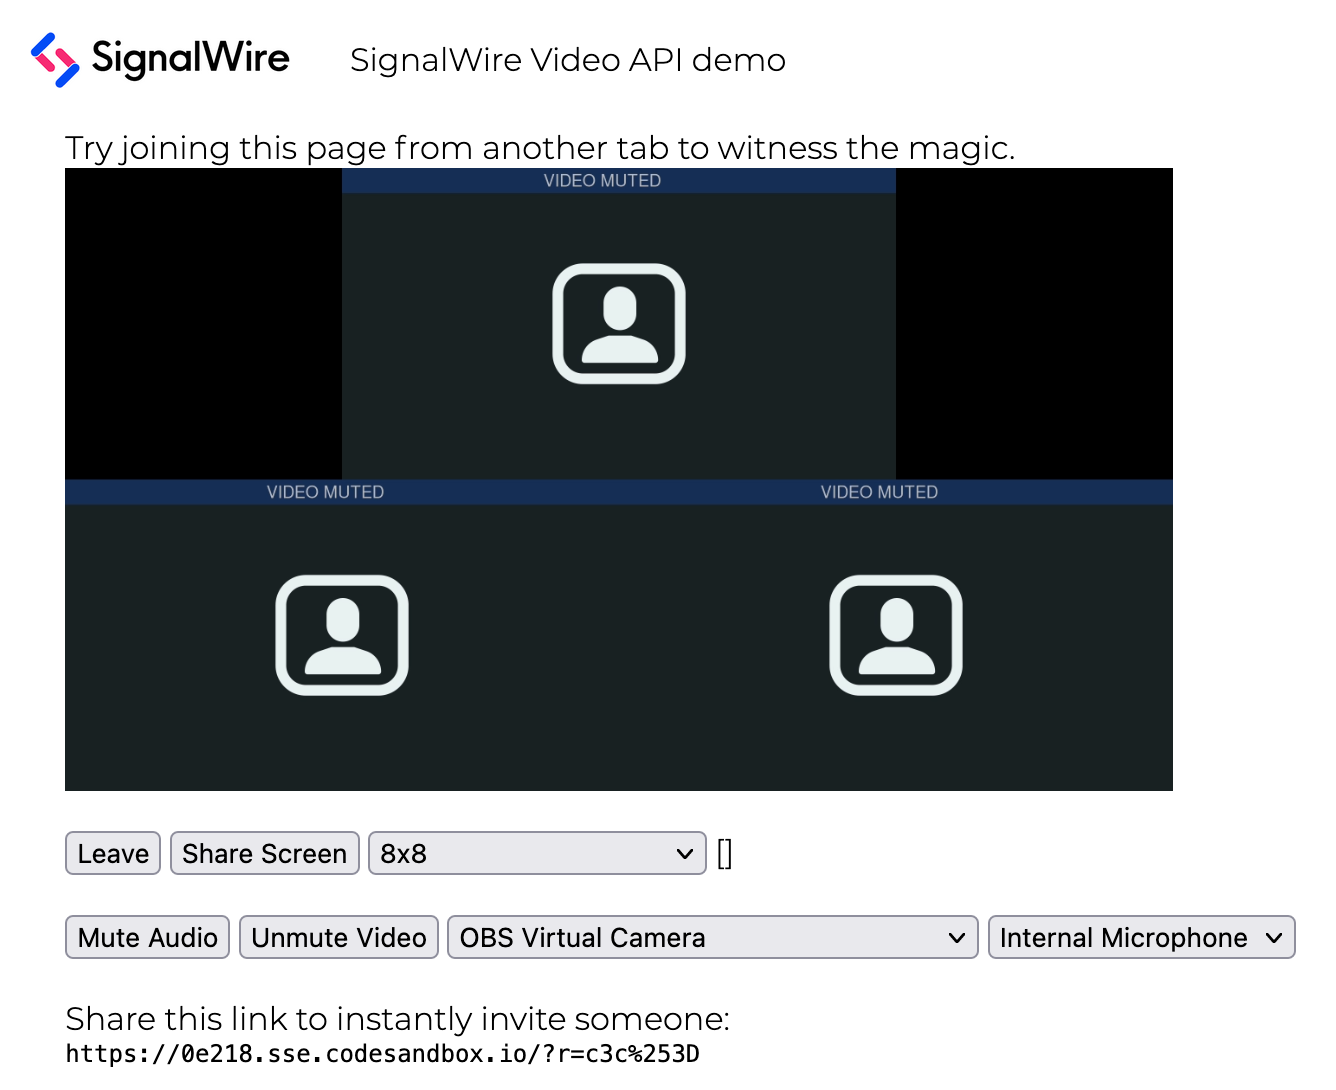 SignalWire SignalWire Video API demo
Try joining this page from another tab to witness the magic.
VIDEO MUTED
VIDEO MUTED VIDEO MUTED
Leave Share Screen 8x8 []
Mute Audio Unmute Video OBS Virtual Camera Internal Microphone
Share this link to instantly invite someone:
https://0e218.sse.codesandbox.io/?r=c3c%253D